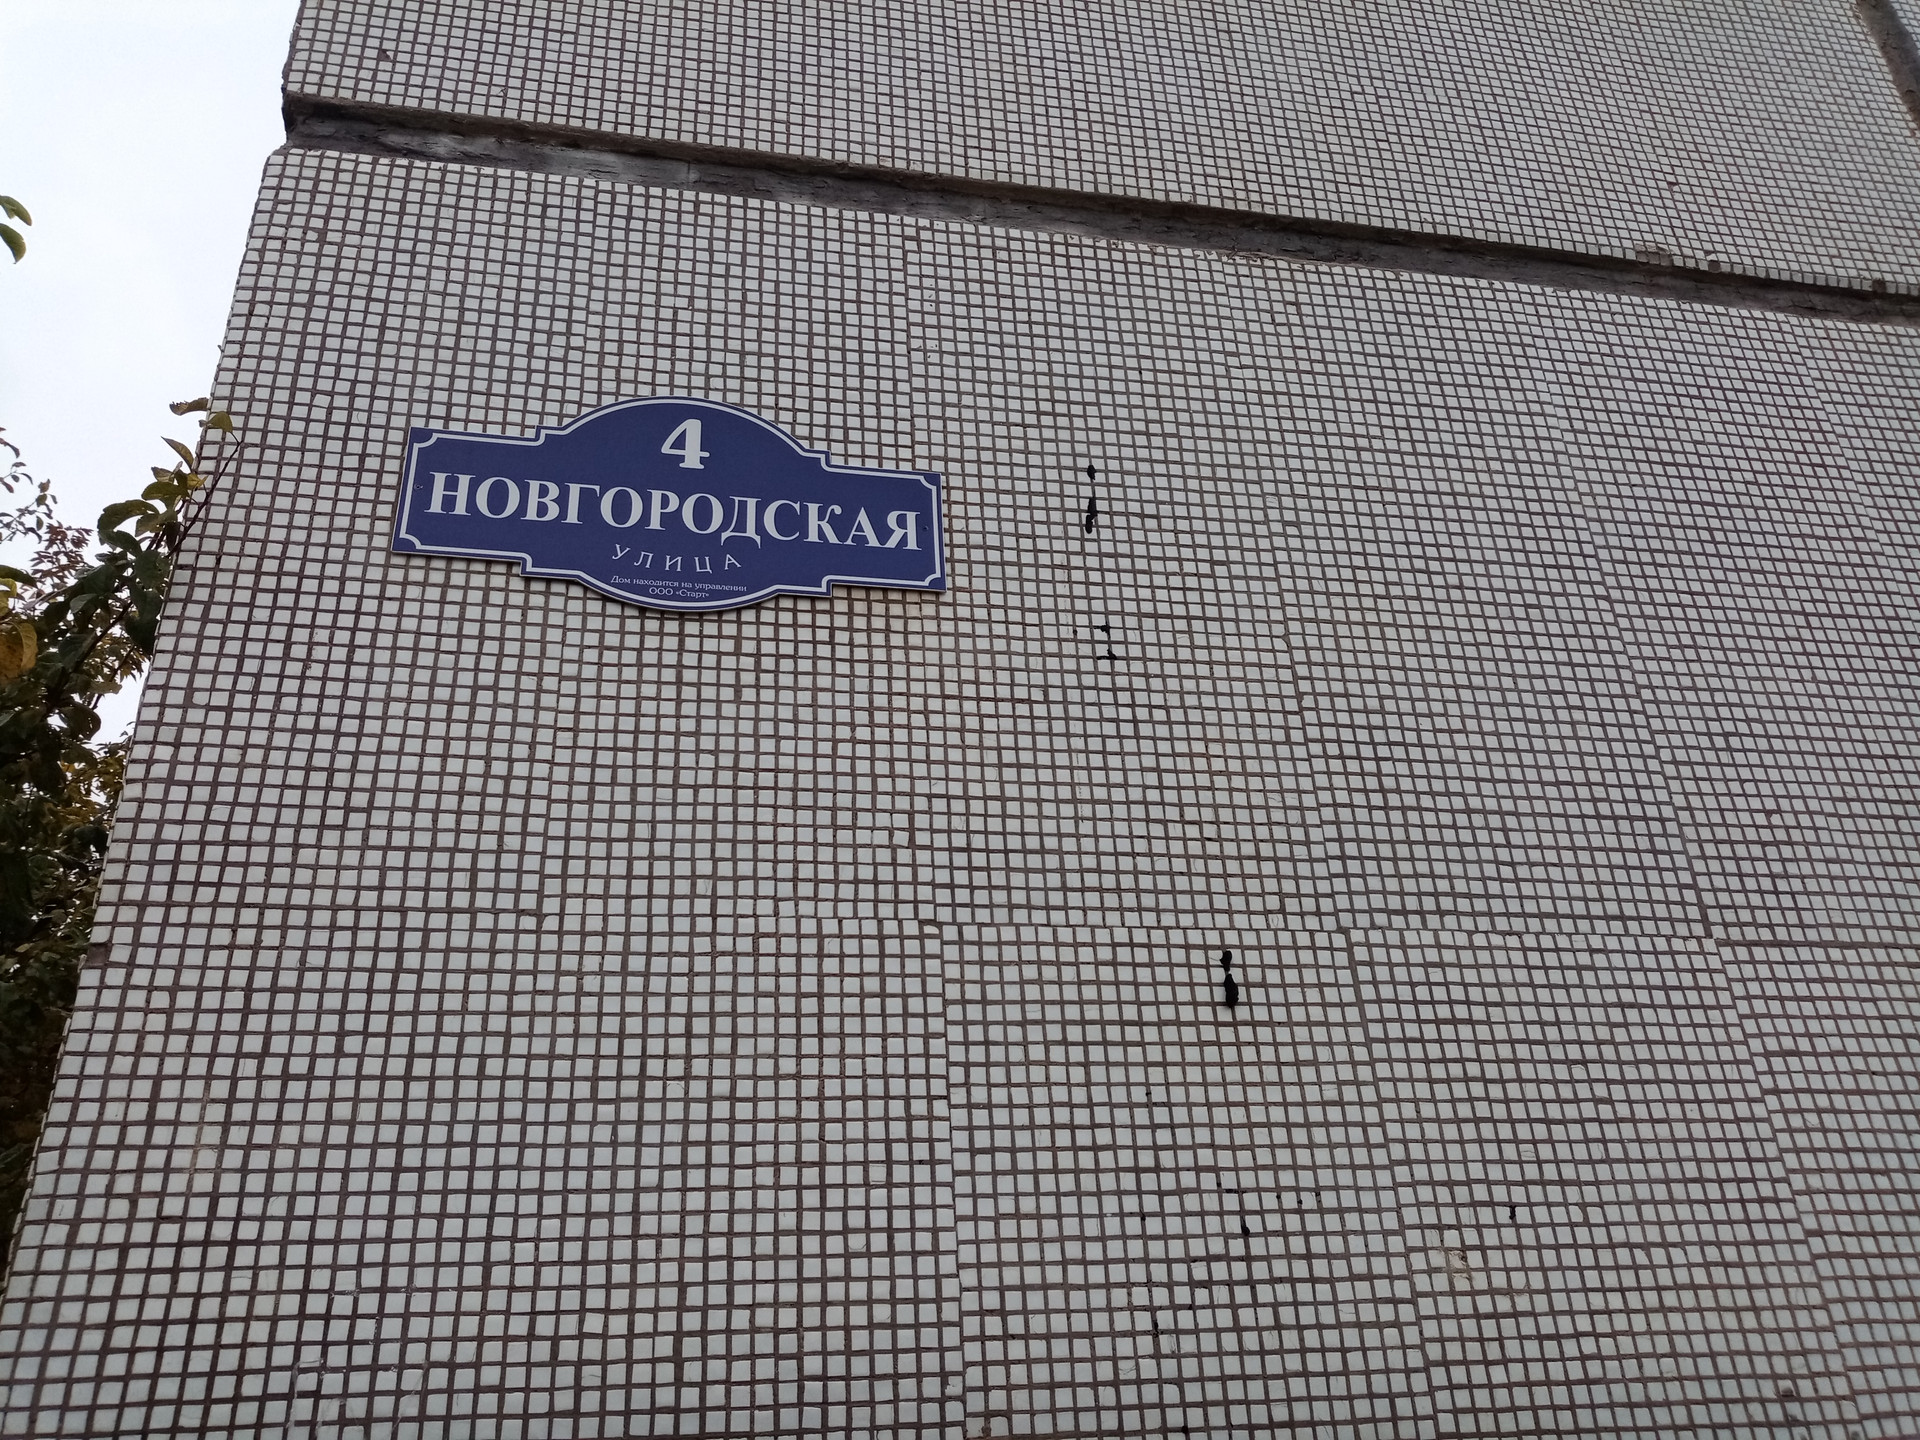 4
НОВГОРОДСКАЯ
УЛИЦА
Дом находится на управлении
ООО «Старт»